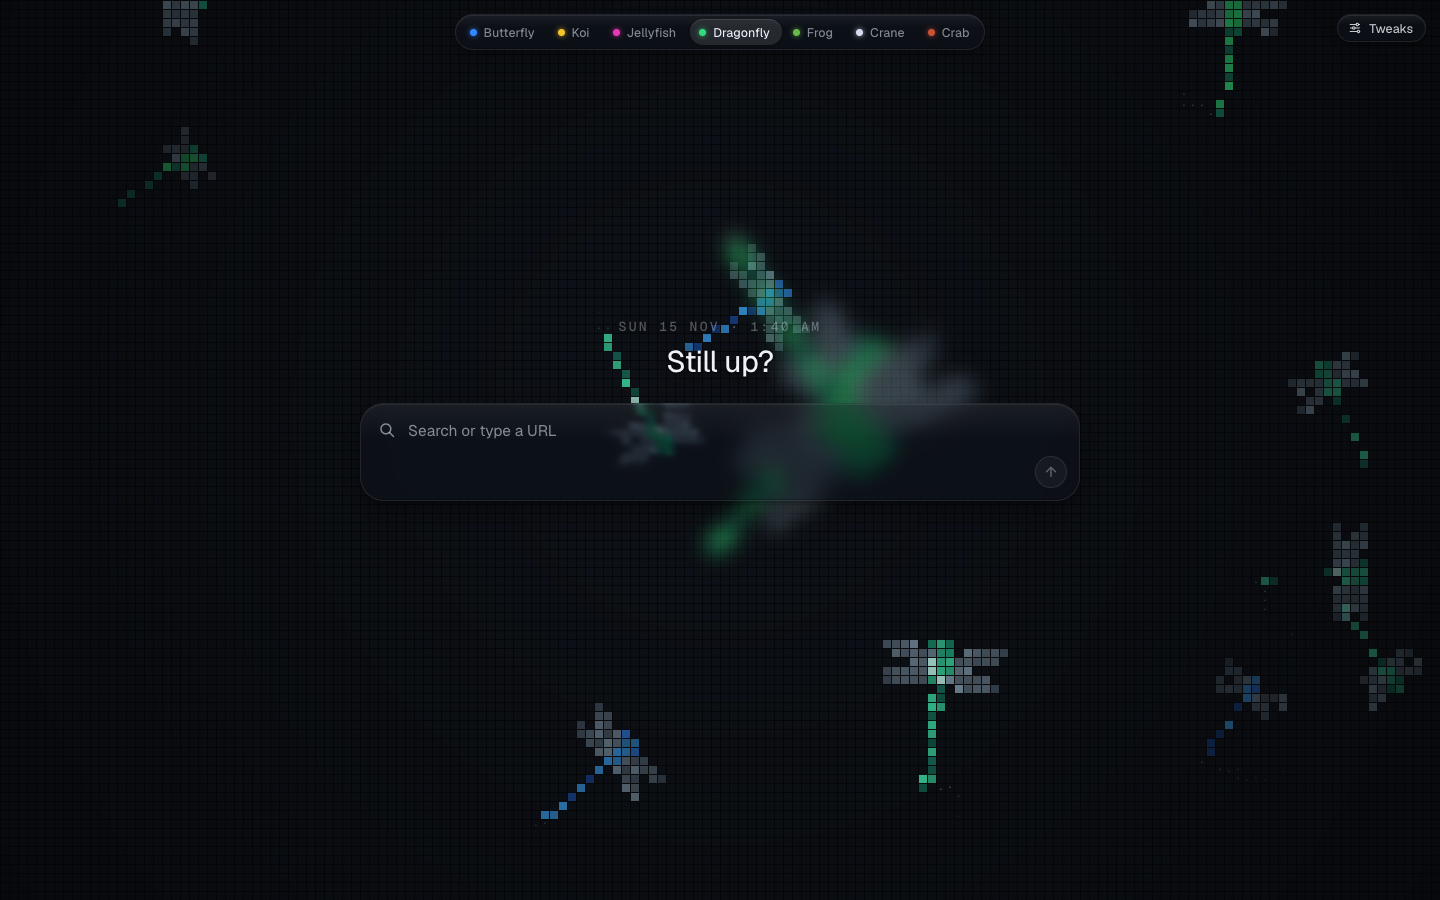 Butterfly Koi Jellyfish Dragonfly Frog Crane Crab
Tweaks
SUN 15 NOV · 1:40 AM
Still up?
Search or type a URL